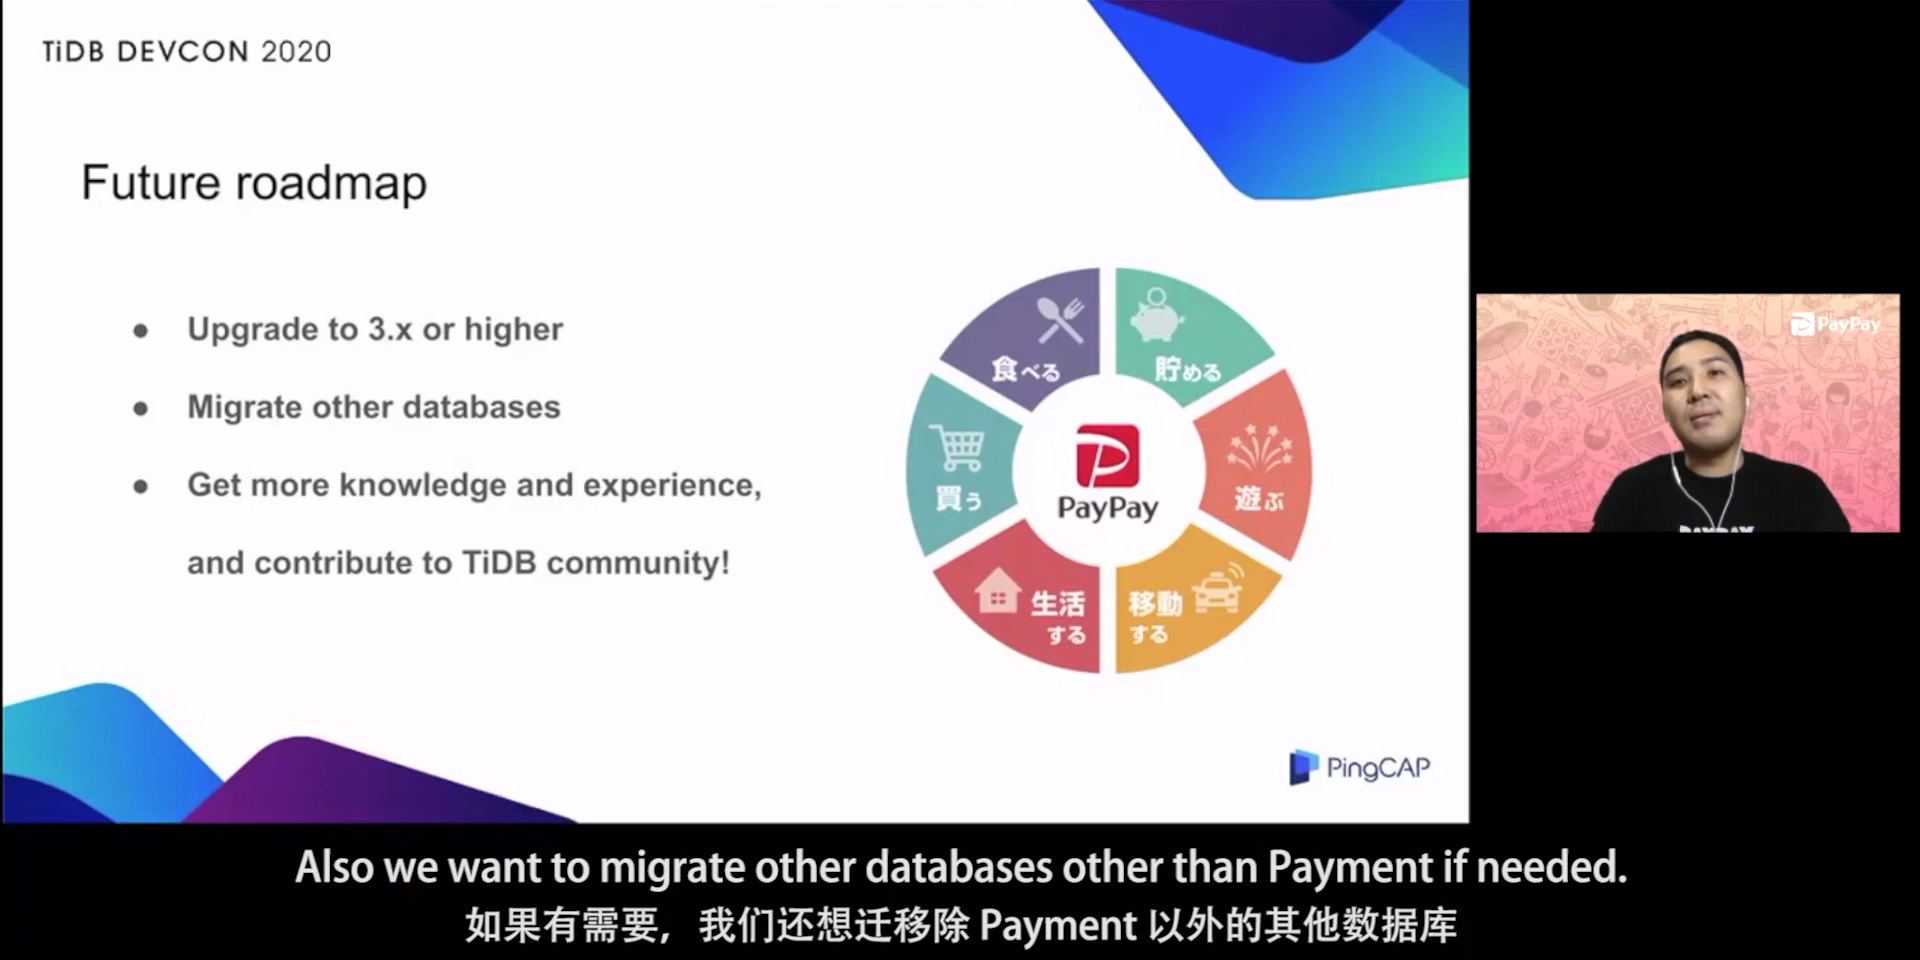 TiDB DEVCON 2020
Future roadmap
● Upgrade to 3.x or higher
● Migrate other databases
● Get more knowledge and experience,
and contribute to TiDB community!
食べる
貯める
買う
遊ぶ
PayPay
生活
する
移動
する
PingCAP
PayPay
PAYPAY
Also we want to migrate other databases other than Payment if needed.
如果有需要，我们还想迁移除 Payment 以外的其他数据库